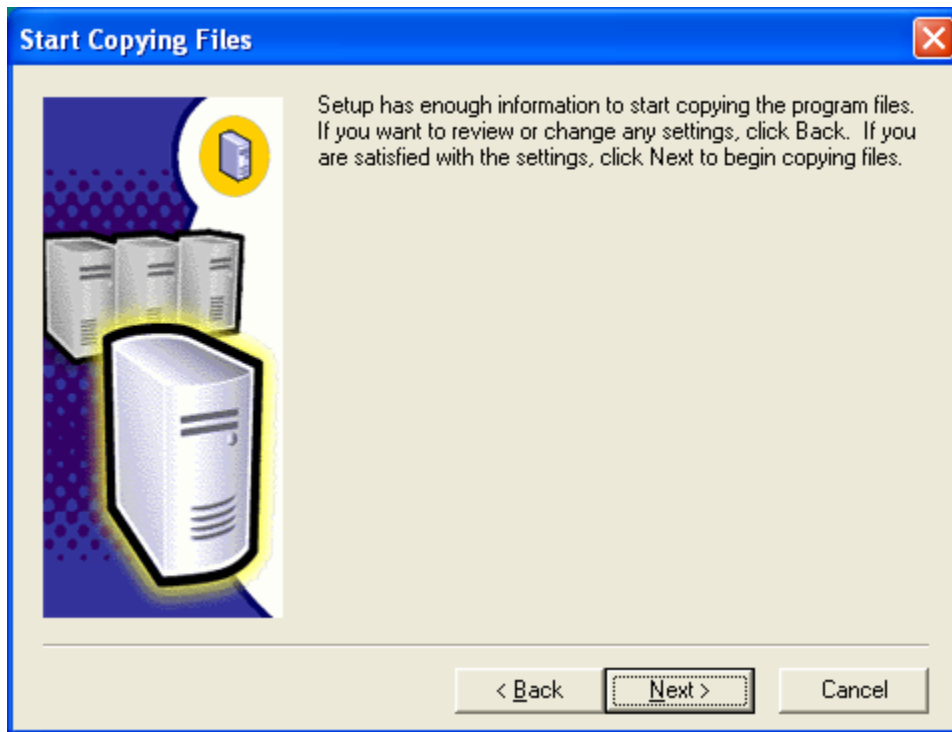 Start Copying Files
Setup has enough information to start copying the program files.
If you want to review or change any settings, click Back.  If you
are satisfied with the settings, click Next to begin copying files.
< Back
Next >
Cancel